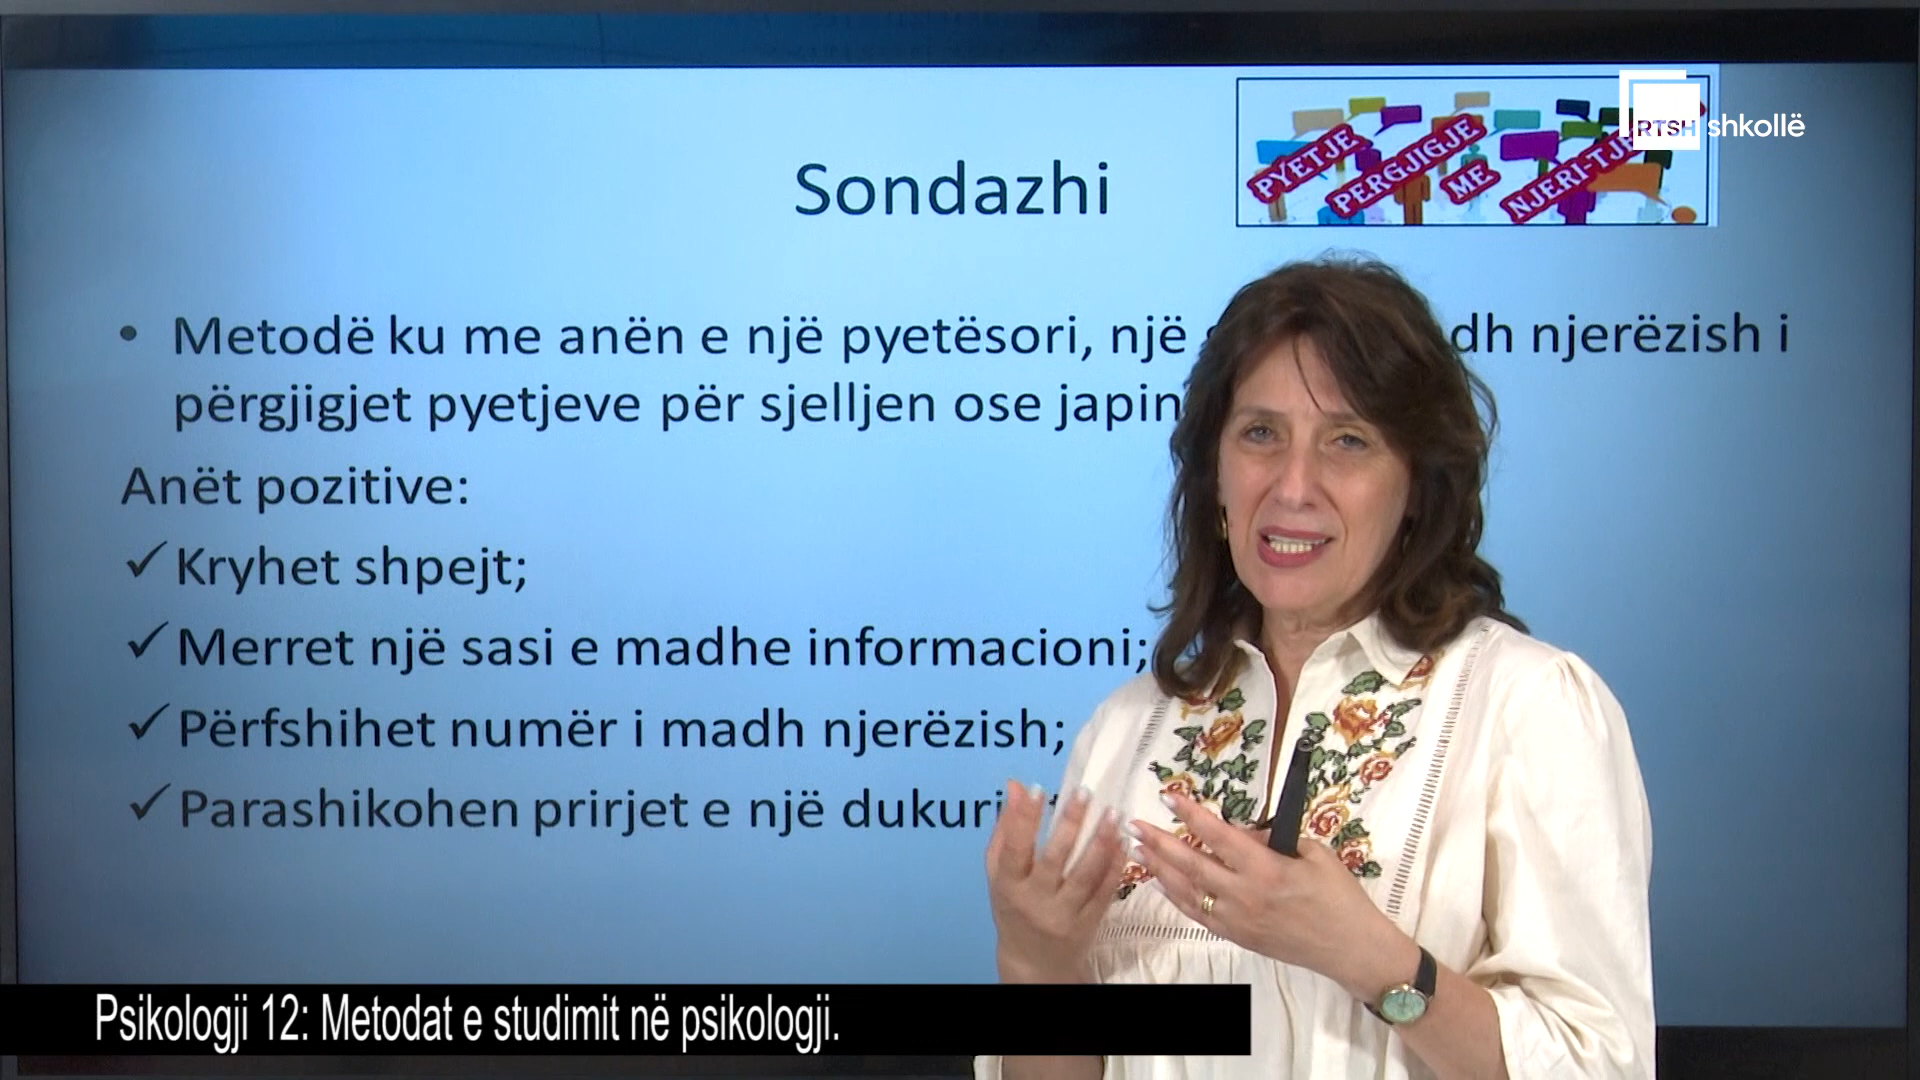 Sondazhi
PYETJE
PERGJIGJE
ME
RTSH shkollë
Metodë ku me anën e një pyetësori, një njerëzish i
përgjigjet pyetjeve për sjelljen ose japin
Anët pozitive:
Kryhet shpejt;
Merret një sasi e madhe informacioni;
Përfshihet numër i madh njerëzish;
Parashikohen prirjet e një
Psikologji 12: Metodat e studimit në psikologji.